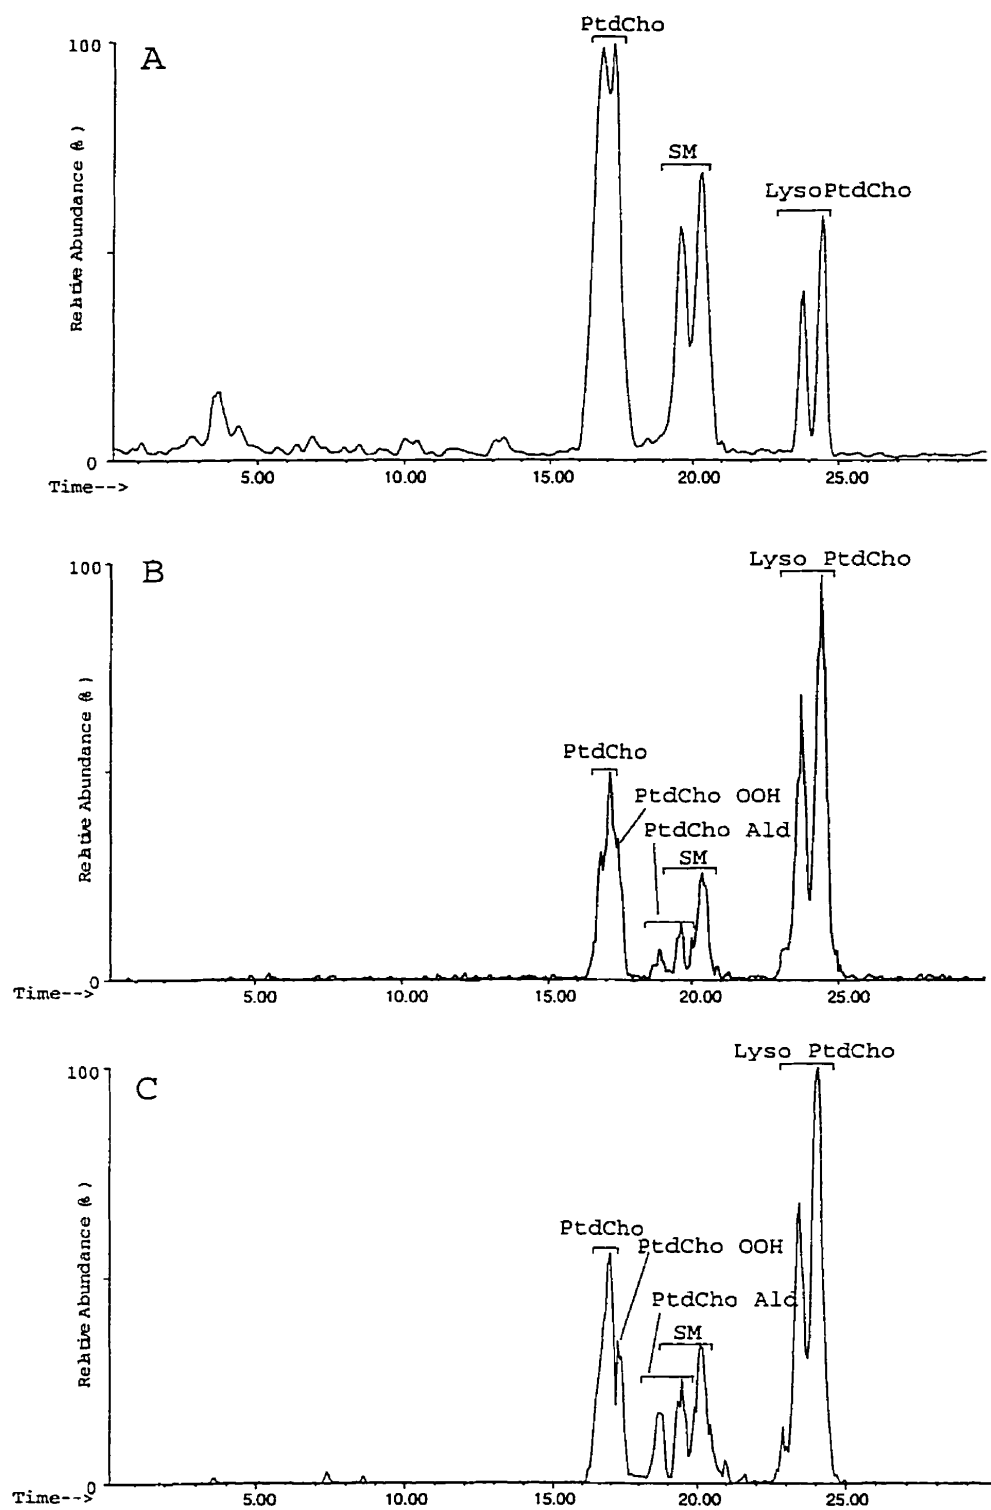 A
PtdCho
SM
LysoPtdCho
100
Relative Abundance (%)
0
5.00 10.00 15.00 20.00 25.00
Time-->
B
Lyso PtdCho
PtdCho
PtdCho OOH
PtdCho Ald
SM
100
Relative Abundance (%)
0
Time--> 5.00 10.00 15.00 20.00 25.00
C
Lyso PtdCho
PtdCho
PtdCho OOH
PtdCho Ald
SM
100
Relative Abundance (%)
0
Time--> 5.00 10.00 15.00 20.00 25.00